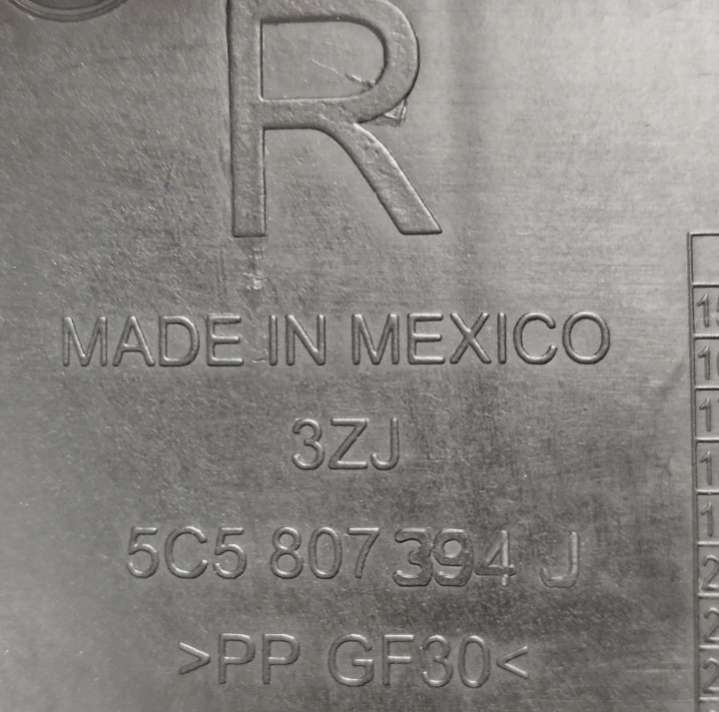 R
MADE IN MEXICO
3ZJ
5C5 807 394 J
>PP GF30<